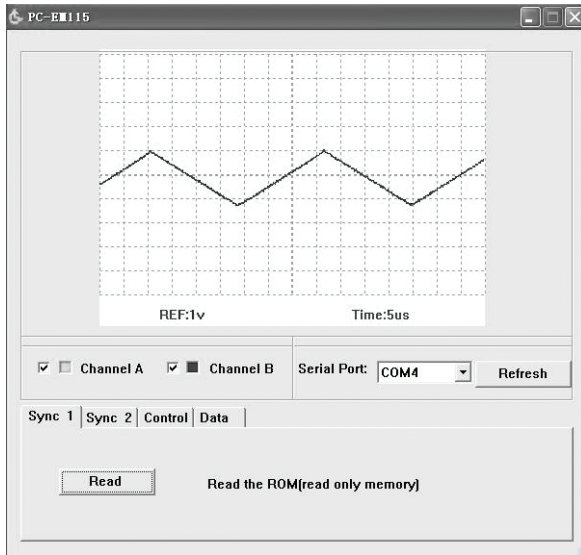 PC-EM115
REF:1v Time:5us
Channel A Channel B Serial Port: COM4 Refresh
Sync 1 Sync 2 Control Data
Read Read the ROM(read only memory)